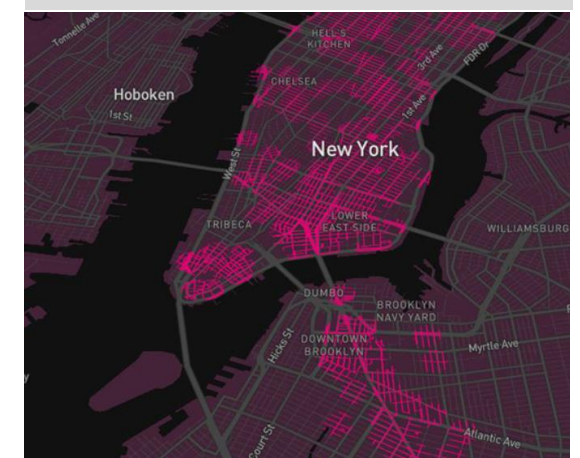 Tonnelle Ave
HELL'S
KITCHEN
3rd Ave
FDR Dr
CHELSEA
Hoboken
1st St
1st Ave
New York
West St
TRIBECA
LOWER
EAST SIDE
WILLIAMSBURG
DUMBO
BROOKLYN
NAVY YARD
Hicks St
DOWNTOWN
BROOKLYN
Myrtle Ave
Court St
Atlantic Ave